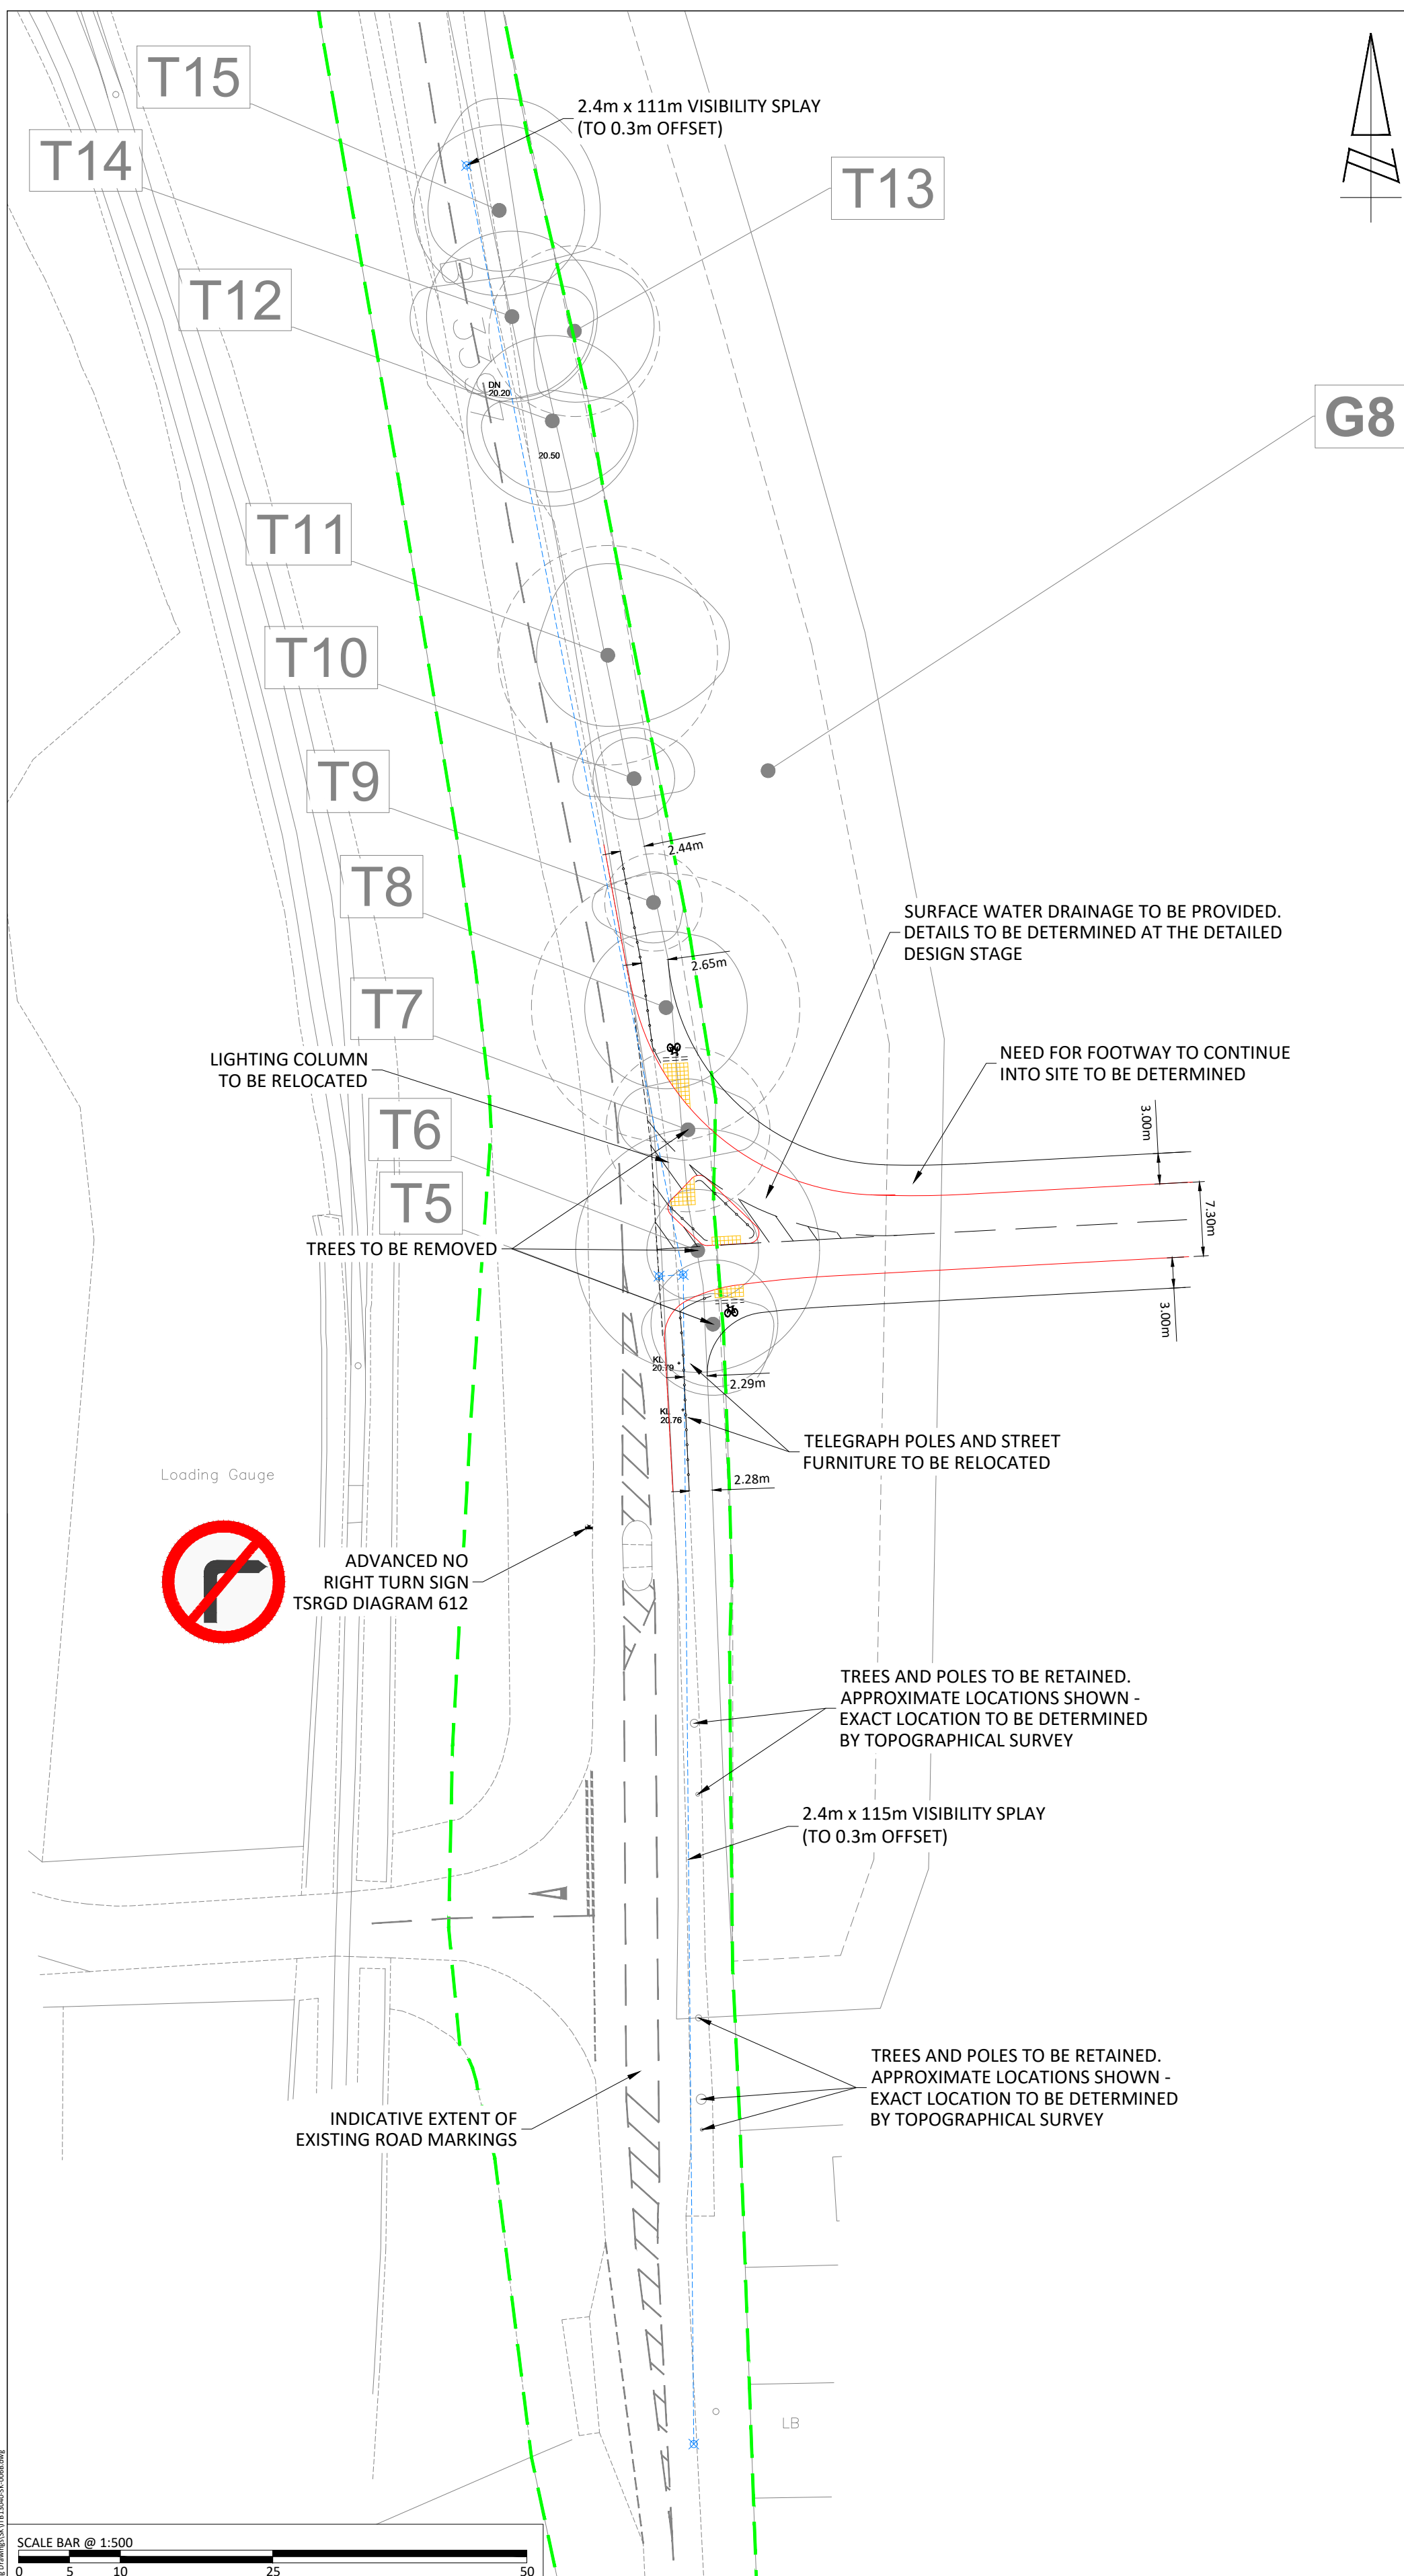 T15
2.4m x 111m VISIBILITY SPLAY
(TO 0.3m OFFSET)
T14
T13
T12
DN
20.20
G8
20.50
T11
T10
T9
2.44m
T8
SURFACE WATER DRAINAGE TO BE PROVIDED.
DETAILS TO BE DETERMINED AT THE DETAILED
DESIGN STAGE
2.65m
T7
LIGHTING COLUMN
TO BE RELOCATED
NEED FOR FOOTWAY TO CONTINUE
INTO SITE TO BE DETERMINED
3.00m
T6
T5
7.30m
TREES TO BE REMOVED
3.00m
KL
20.79
2.29m
KL
20.76
TELEGRAPH POLES AND STREET
FURNITURE TO BE RELOCATED
Loading Gauge
2.28m
ADVANCED NO
RIGHT TURN SIGN
TSRGD DIAGRAM 612
TREES AND POLES TO BE RETAINED.
APPROXIMATE LOCATIONS SHOWN -
EXACT LOCATION TO BE DETERMINED
BY TOPOGRAPHICAL SURVEY
2.4m x 115m VISIBILITY SPLAY
(TO 0.3m OFFSET)
TREES AND POLES TO BE RETAINED.
APPROXIMATE LOCATIONS SHOWN -
EXACT LOCATION TO BE DETERMINED
BY TOPOGRAPHICAL SURVEY
INDICATIVE EXTENT OF
EXISTING ROAD MARKINGS
LB
SCALE BAR @ 1:500
0 5 10 25 50